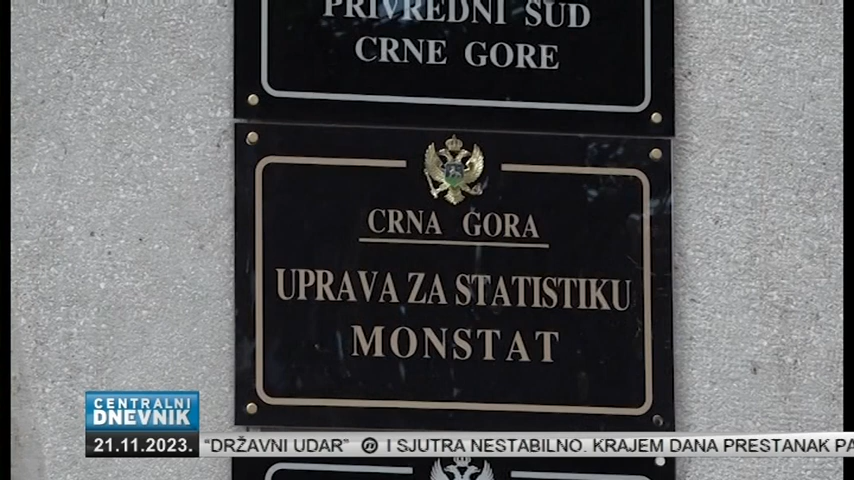 PRIVREDNI SUD
CRNE GORE
CRNA GORA
UPRAVA ZA STATISTIKU
MONSTAT
CENTRALNI
DNEVNIK
21.11.2023. "DRŽAVNI UDAR" @ I SJUTRA NESTABILNO. KRAJEM DANA PRESTANAK PA